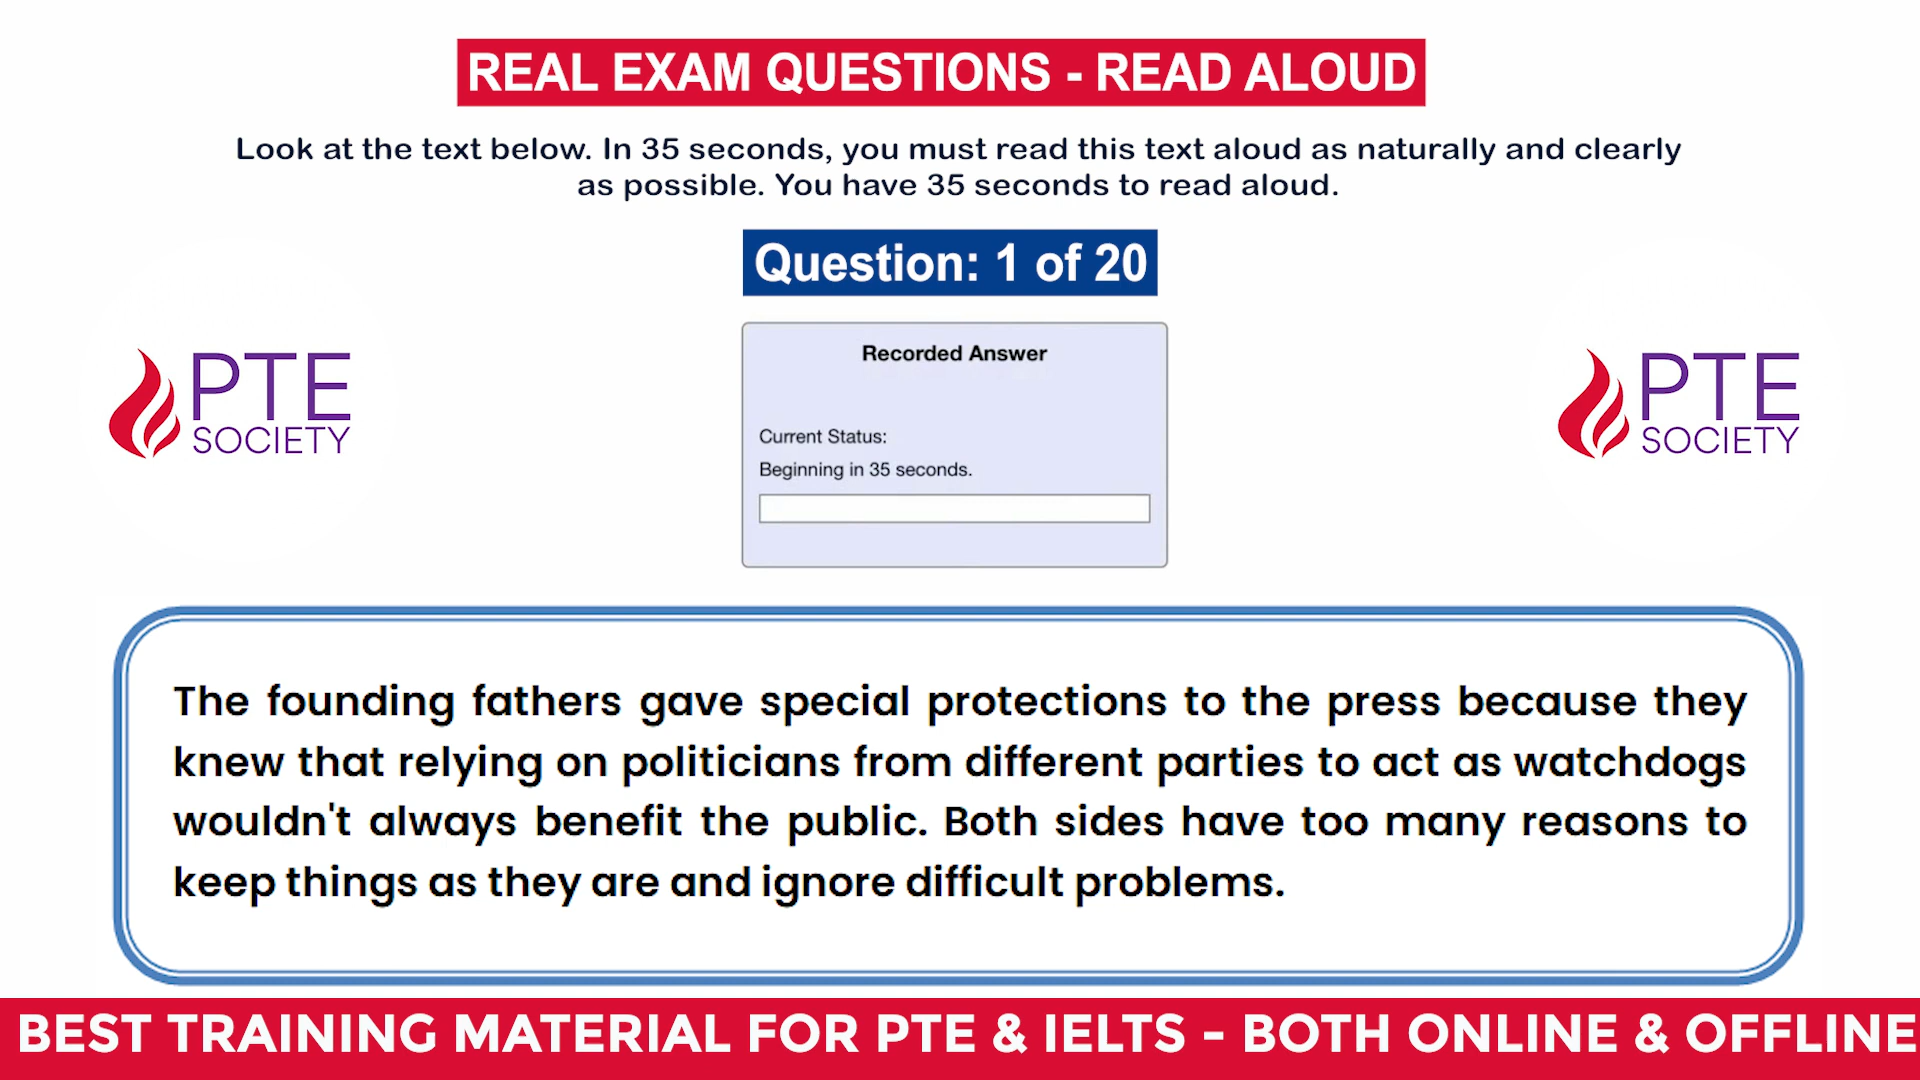 REAL EXAM QUESTIONS - READ ALOUD
Look at the text below. In 35 seconds, you must read this text aloud as naturally and clearly
as possible. You have 35 seconds to read aloud.
Question: 1 of 20
PTE
SOCIETY
Recorded Answer
Current Status:
Beginning in 35 seconds.
PTE
SOCIETY
The founding fathers gave special protections to the press because they
knew that relying on politicians from different parties to act as watchdogs
wouldn't always benefit the public. Both sides have too many reasons to
keep things as they are and ignore difficult problems.
BEST TRAINING MATERIAL FOR PTE & IELTS - BOTH ONLINE & OFFLINE